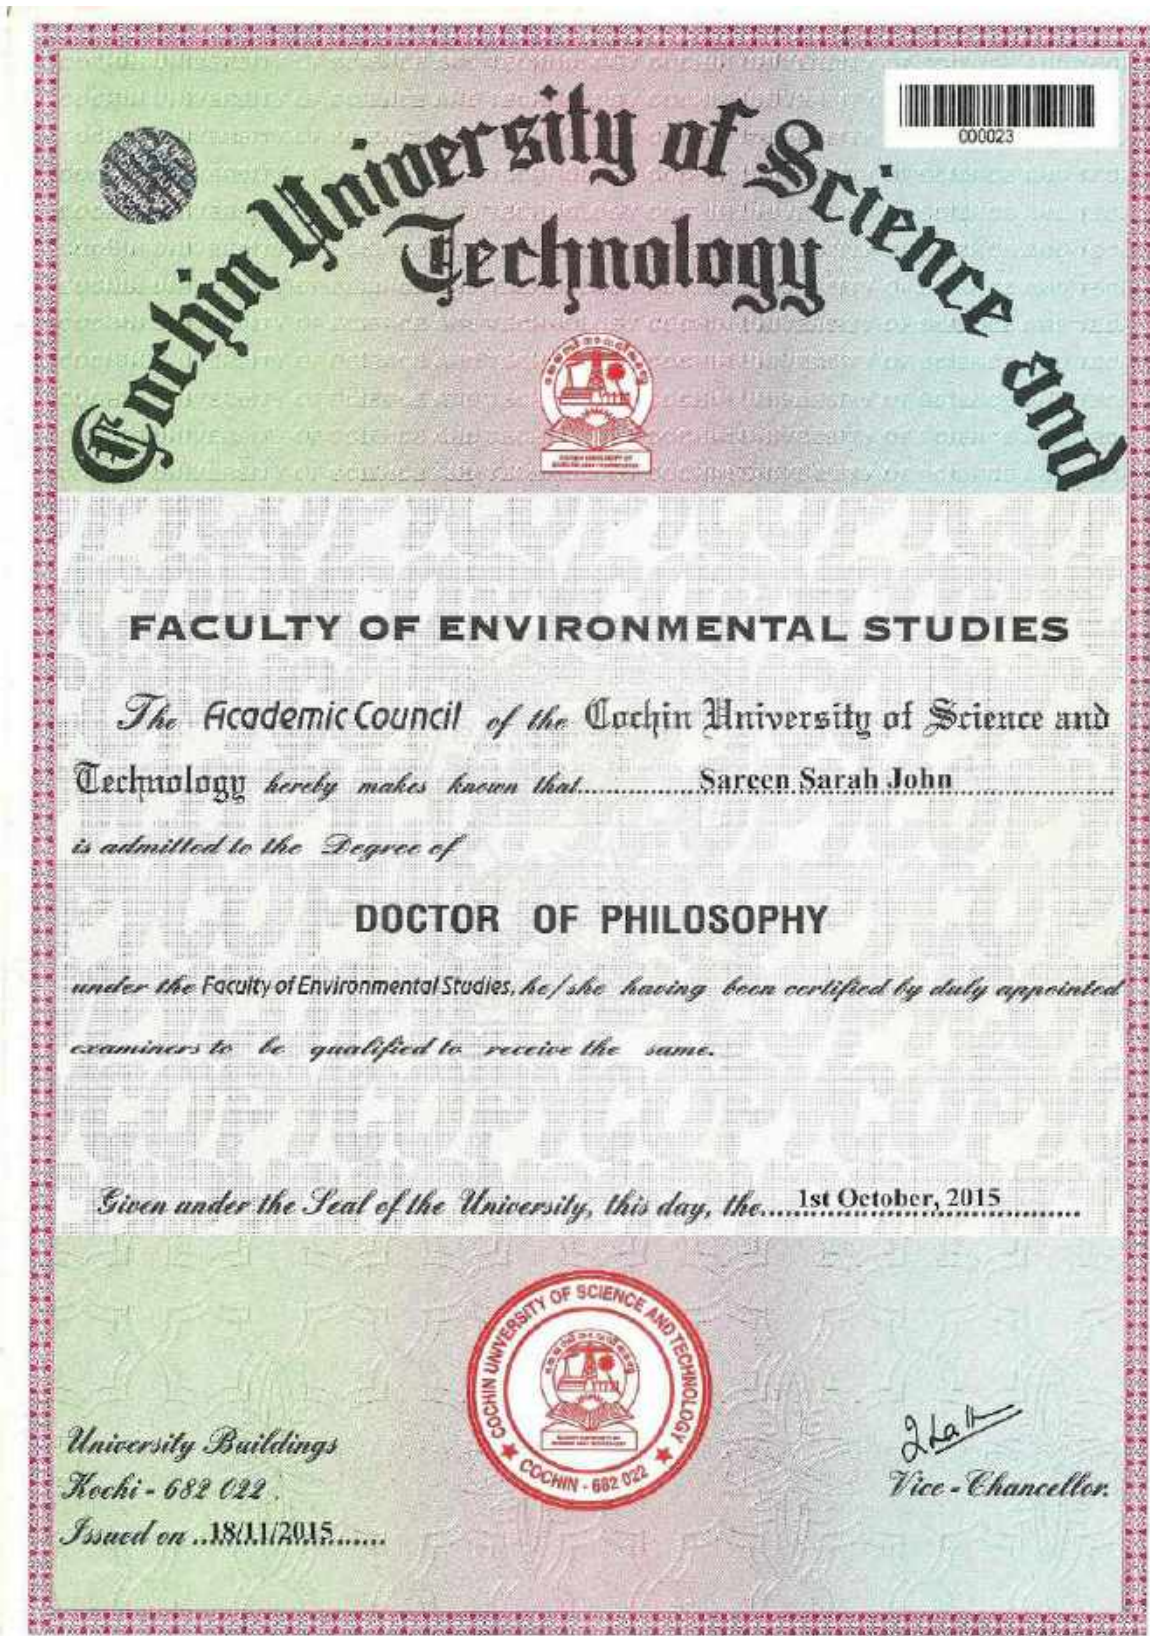 000023
Cochin University of Science and
Technology
FACULTY OF ENVIRONMENTAL STUDIES
The Academic Council of the Cochin University of Science and
Technology hereby makes known that..................Sareen Sarah John........................
is admitted to the Degree of
DOCTOR OF PHILOSOPHY
under the Faculty of Environmental Studies, he/she having been certified by duly appointed
examiners to be qualified to receive the same.
Given under the Seal of the University, this day, the.....1st October, 2015............
COCHIN UNIVERSITY OF SCIENCE AND TECHNOLOGY
COCHIN - 682 022
University Buildings
Kochi - 682 022.
Issued on ..18/11/2015......
Vice-Chancellor.